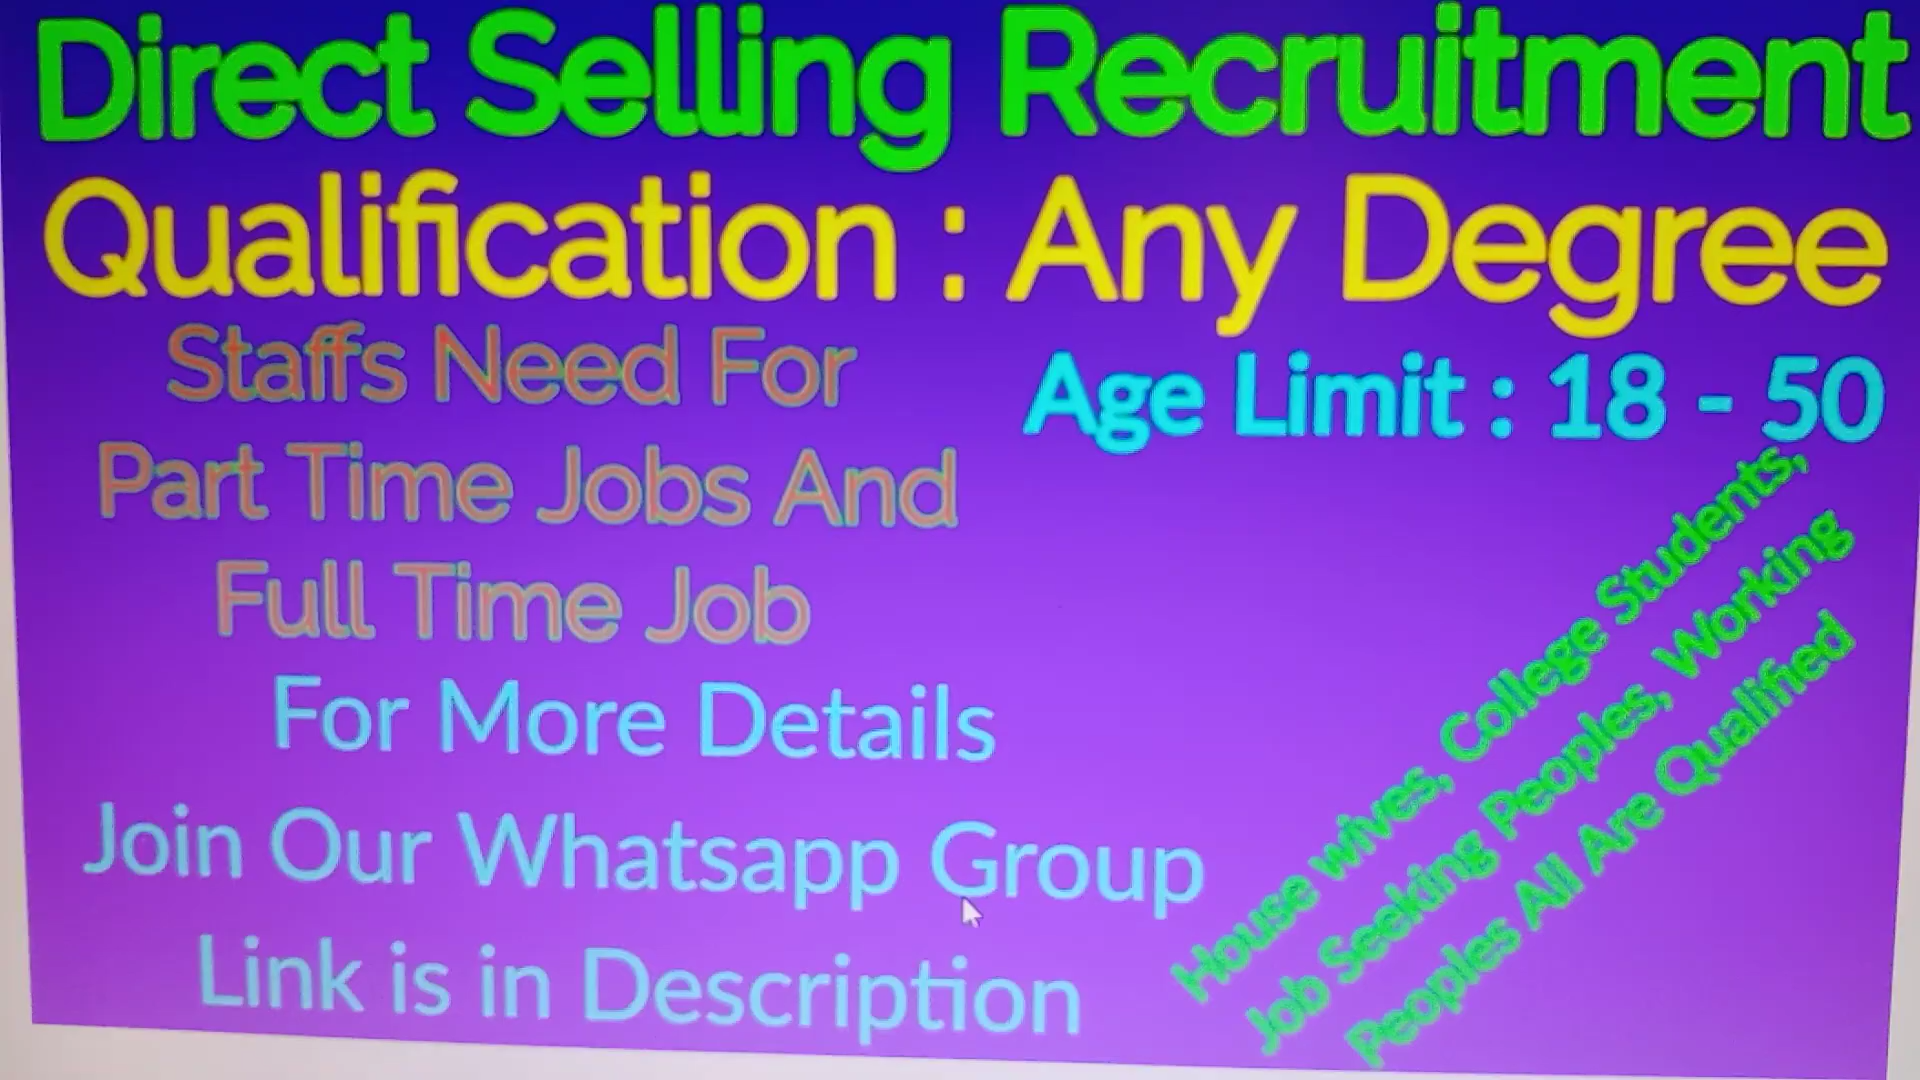 Direct Selling Recruitment
Qualification : Any Degree
Staffs Need For
Part Time Jobs And
Full Time Job
Age Limit : 18 - 50
For More Details
Join Our Whatsapp Group
Link is in Description
House wives, College Students,
Job Seeking Peoples, Working
Peoples All Are Qualified